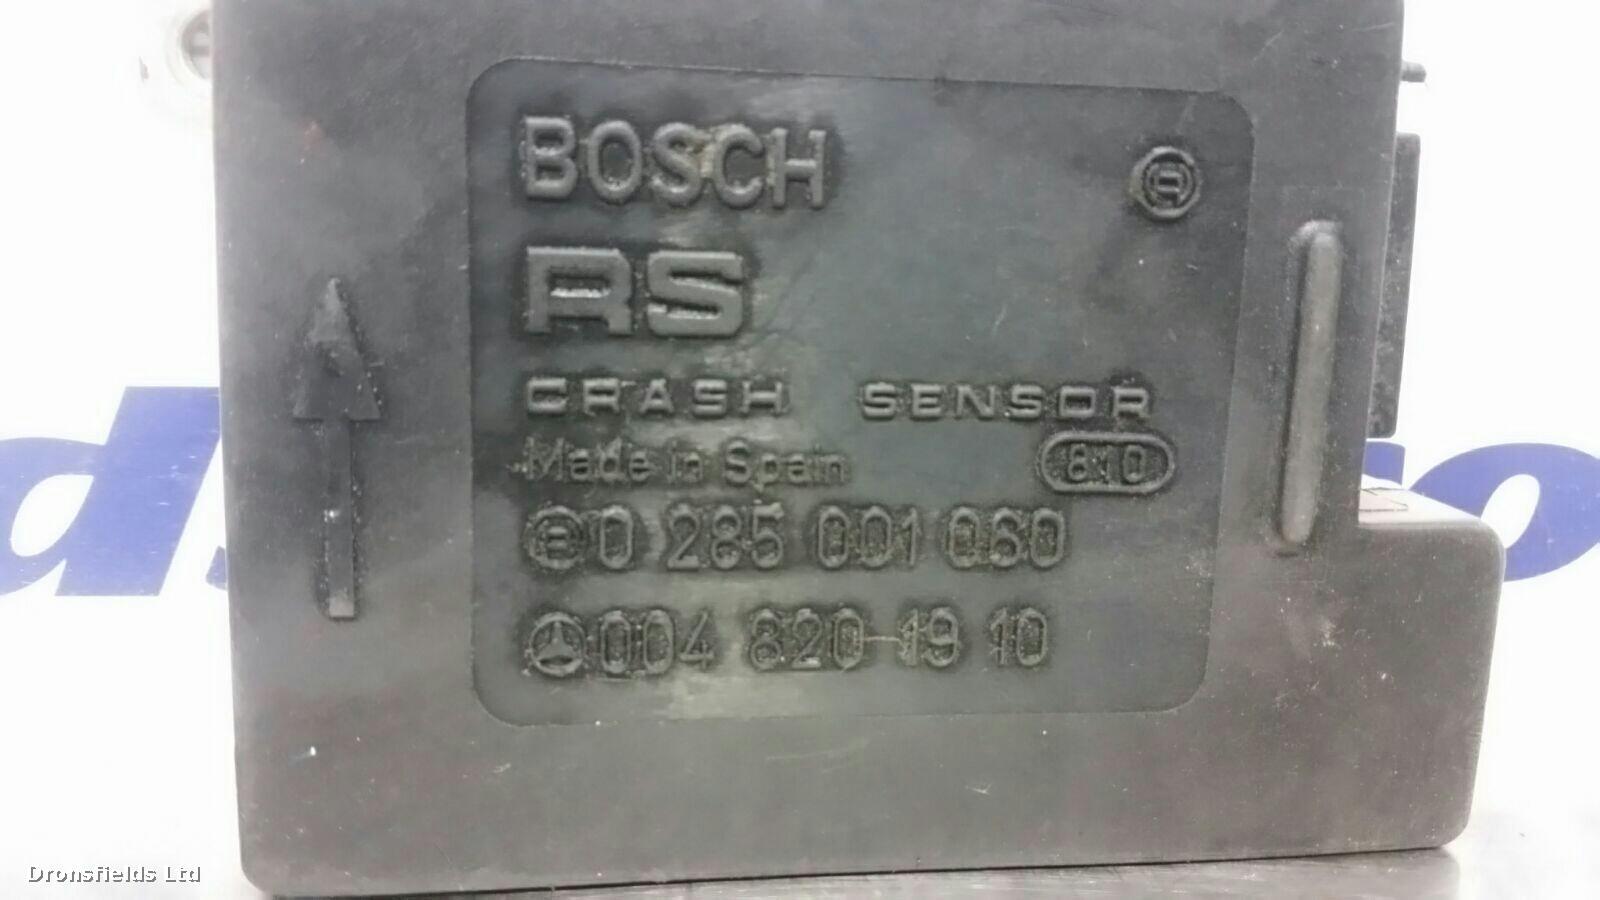 BOSCH
RS
CRASH SENSOR
Made in Spain 810
0 285 001 060
004 820 19 10
Dronsfields Ltd